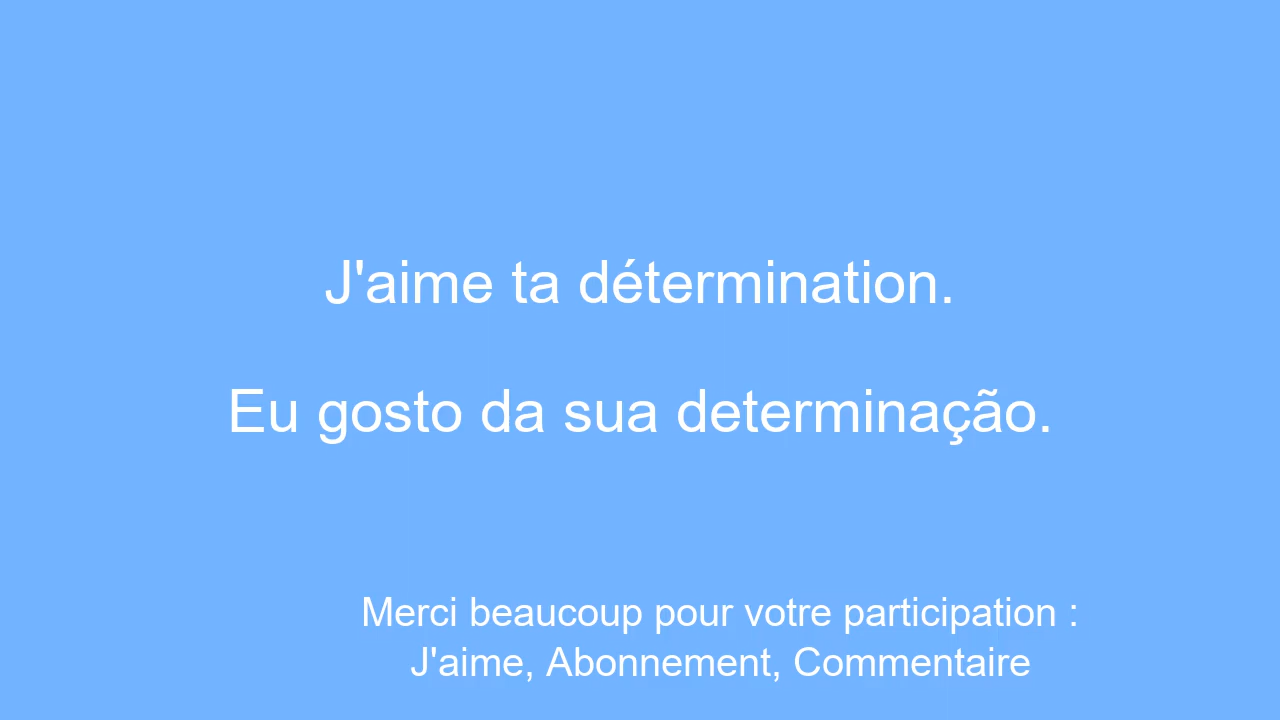 J'aime ta détermination.
Eu gosto da sua determinação.
Merci beaucoup pour votre participation :
J'aime, Abonnement, Commentaire